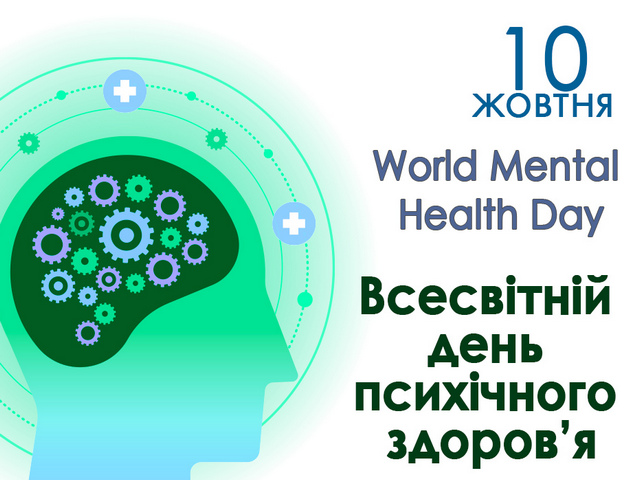 10
ЖОВТНЯ
World Mental
Health Day
Всесвітній
день
психічного
здоров’я